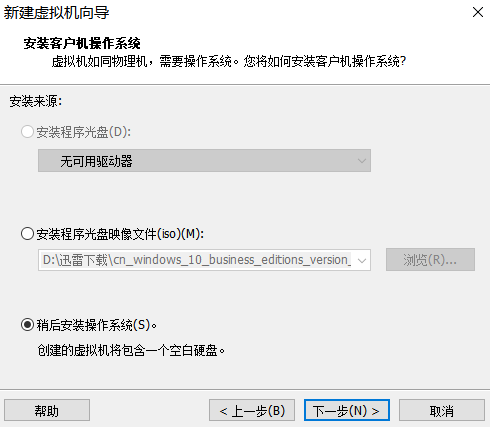 新建虚拟机向导
安装客户机操作系统
虚拟机如同物理机，需要操作系统。您将如何安装客户机操作系统?
安装来源:
安装程序光盘(D):
无可用驱动器
安装程序光盘映像文件(iso)(M):
D:\迅雷下载\cn_windows_10_business_editions_version_
浏览(R)...
稍后安装操作系统(S)。
创建的虚拟机将包含一个空白硬盘。
帮助
< 上一步(B)
下一步(N) >
取消